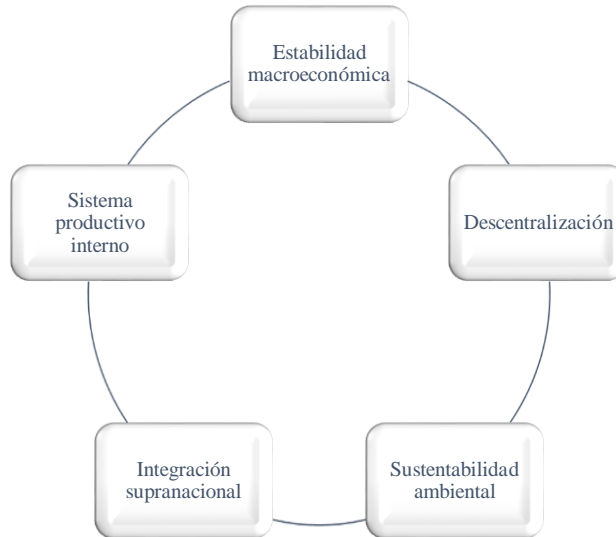 Estabilidad
macroeconómica
Descentralización
Sustentabilidad
ambiental
Integración
supranacional
Sistema
productivo
interno